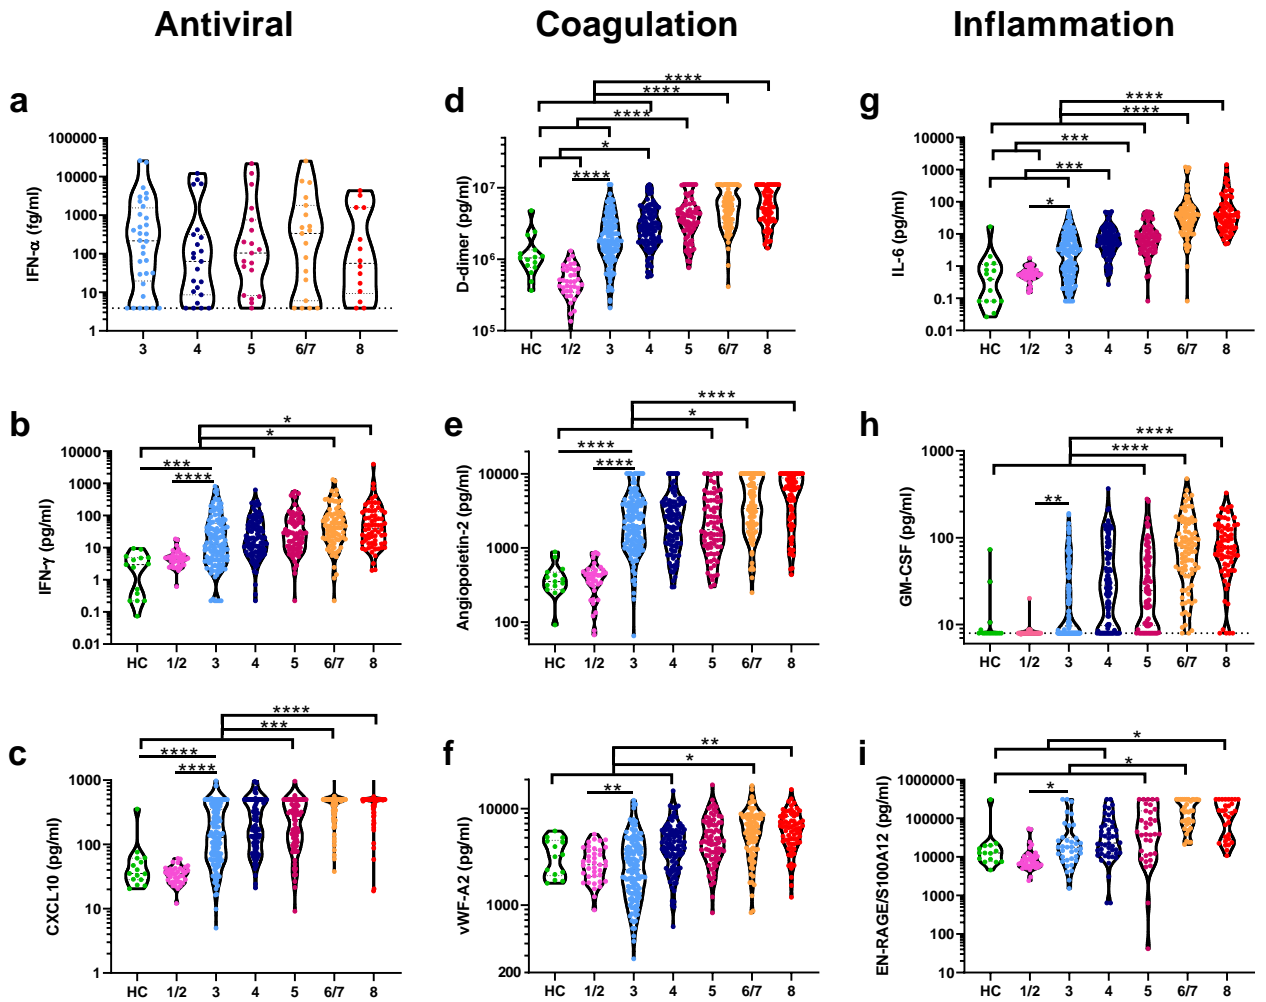 Antiviral
Coagulation
Inflammation
a
IFN-α (fg/ml)
100000
10000
1000
100
10
1
3 4 5 6/7 8
d
****
****
****
*
****
D-dimer (pg/ml)
10⁷
10⁶
10⁵
HC 1/2 3 4 5 6/7 8
g
****
****
***
***
*
IL-6 (pg/ml)
10000
1000
100
10
1
0.1
0.01
HC 1/2 3 4 5 6/7 8
b
*
*
***
****
IFN-γ (pg/ml)
10000
1000
100
10
1
0.1
0.01
HC 1/2 3 4 5 6/7 8
e
****
*
****
****
Angiopoietin-2 (pg/ml)
10000
1000
100
HC 1/2 3 4 5 6/7 8
h
****
****
**
GM-CSF (pg/ml)
1000
100
10
HC 1/2 3 4 5 6/7 8
c
****
***
****
****
CXCL10 (pg/ml)
1000
100
10
1
HC 1/2 3 4 5 6/7 8
f
**
*
**
vWF-A2 (pg/ml)
10000
1000
200
HC 1/2 3 4 5 6/7 8
i
*
*
*
EN-RAGE/S100A12 (pg/ml)
1000000
100000
10000
1000
100
10
HC 1/2 3 4 5 6/7 8